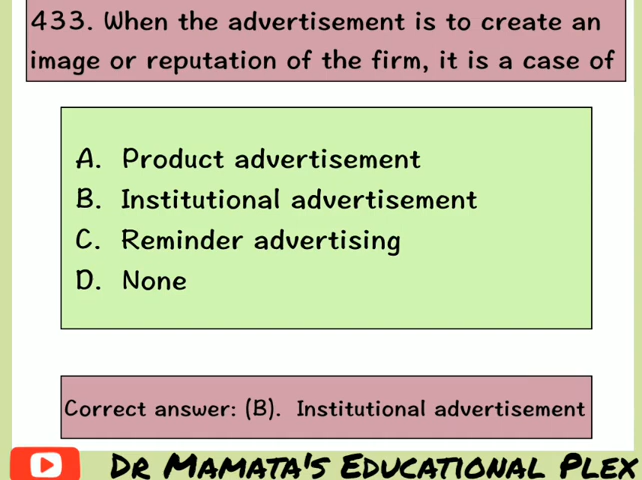 433. When the advertisement is to create an
image or reputation of the firm, it is a case of
A. Product advertisement
B. Institutional advertisement
C. Reminder advertising
D. None
Correct answer: (B). Institutional advertisement
DR MAMATA'S EDUCATIONAL PLEX